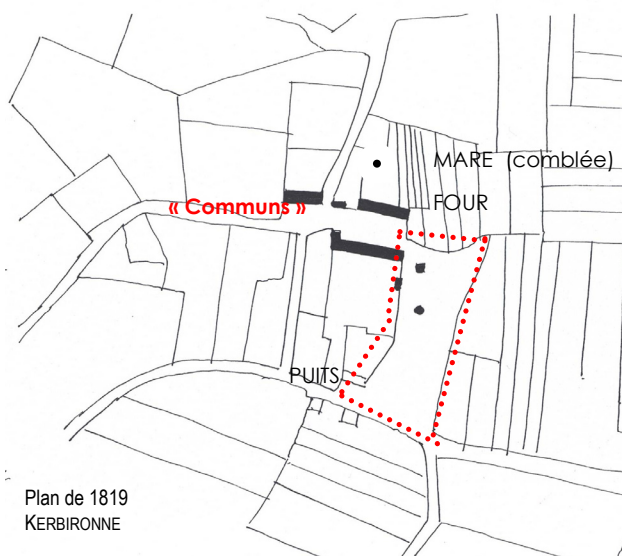 MARE (comblée)
« Communs »
FOUR
PUITS
Plan de 1819
KERBIRONNE